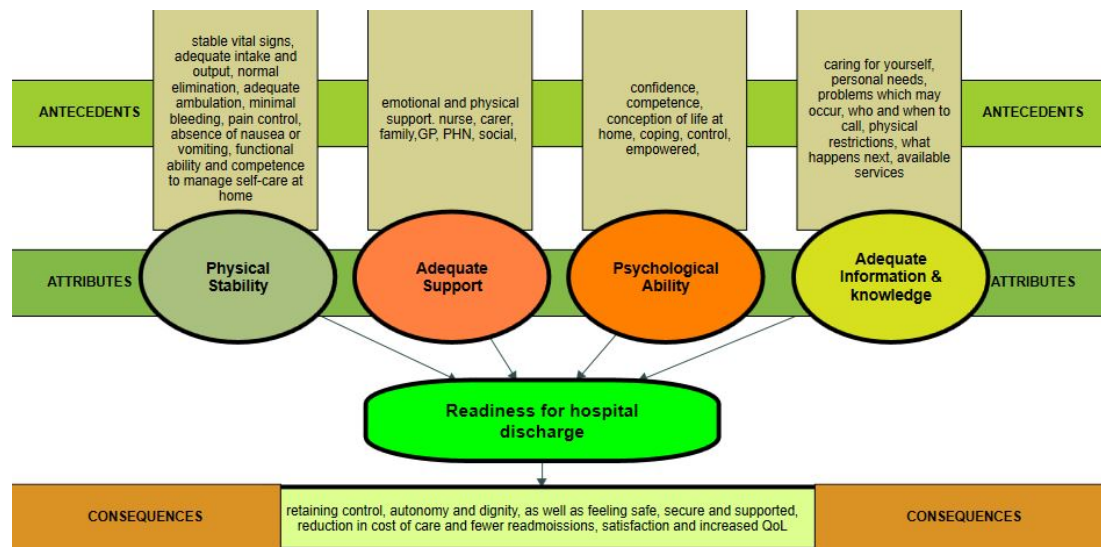 ANTECEDENTS
stable vital signs,
adequate intake and
output, normal
elimination, adequate
ambulation, minimal
bleeding, pain control,
absence of nausea or
vomiting, functional
ability and competence
to manage self-care at
home
emotional and physical
support. nurse, carer,
family,GP, PHN, social,
confidence,
competence,
conception of life at
home, coping, control,
empowered,
caring for yourself,
personal needs,
problems which may
occur, who and when to
call, physical
restrictions, what
happens next, available
services
ANTECEDENTS
ATTRIBUTES
Physical
Stability
Adequate
Support
Psychological
Ability
Adequate
Information &
knowledge
ATTRIBUTES
Readiness for hospital
discharge
CONSEQUENCES
retaining control, autonomy and dignity, as well as feeling safe, secure and supported,
reduction in cost of care and fewer readmoissions, satisfaction and increased QoL
CONSEQUENCES